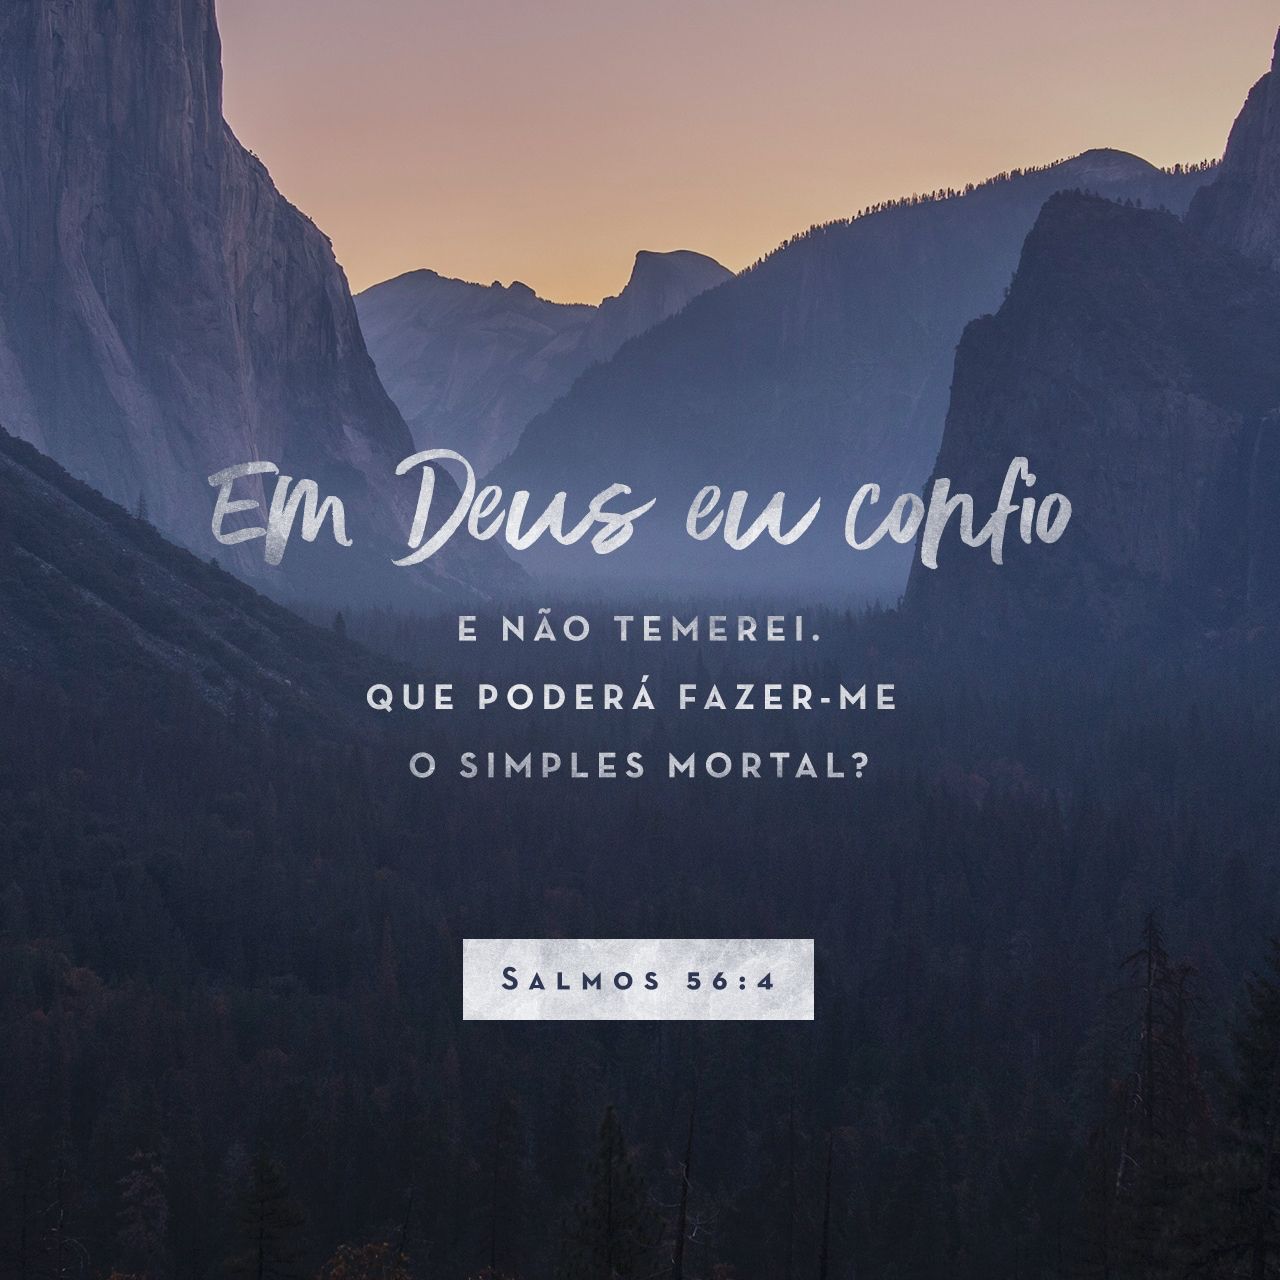 Em Deus eu confio
E NÃO TEMEREI.
QUE PODERÁ FAZER-ME
O SIMPLES MORTAL?
SALMOS 56:4